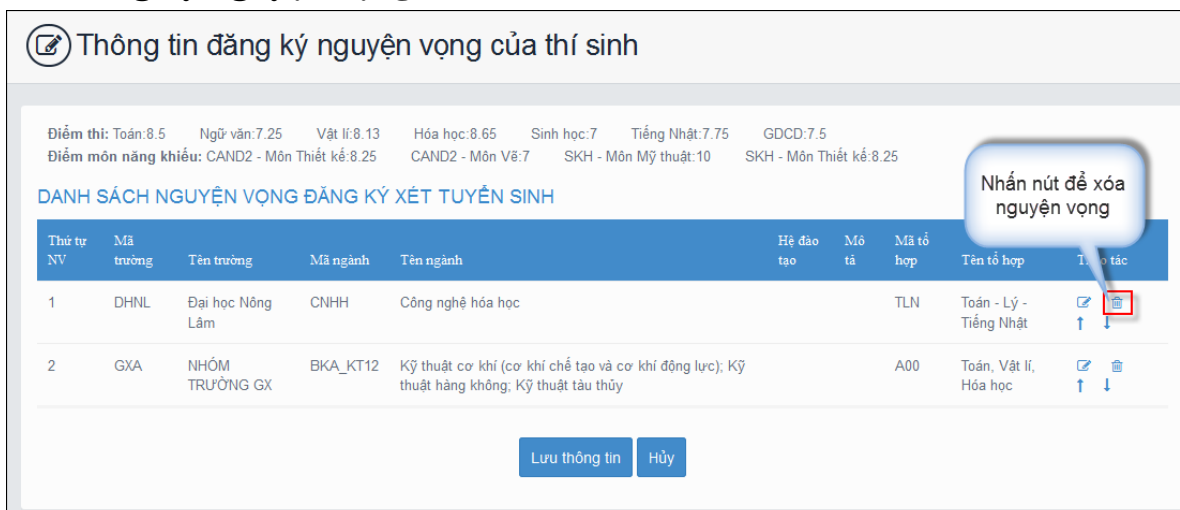 Thông tin đăng ký nguyện vọng của thí sinh
Điểm thi: Toán:8.5 Ngữ văn:7.25 Vật lí:8.13 Hóa học:8.65 Sinh học:7 Tiếng Nhật:7.75 GDCD:7.5
Điểm môn năng khiếu: CAND2 - Môn Thiết kế:8.25 CAND2 - Môn Vẽ:7 SKH - Môn Mỹ thuật:10 SKH - Môn Thiết kế:8.25
Nhấn nút để xóa
nguyện vọng
DANH SÁCH NGUYỆN VỌNG ĐĂNG KÝ XÉT TUYỂN SINH
Thứ tự Mã Hệ đào Mô Mã tổ
NV trường Tên trường Mã ngành Tên ngành tạo tả hợp Tên tổ hợp
1 DHNL Đại học Nông CNHH Công nghệ hóa học TLN Toán - Lý -
Lâm Tiếng Nhật
2 GXA NHÓM BKA_KT12 Kỹ thuật cơ khí (cơ khí chế tạo và cơ khí động lực); Kỹ A00 Toán, Vật lí,
TRƯỜNG GX thuật hàng không; Kỹ thuật tàu thủy Hóa học
Lưu thông tin Hủy